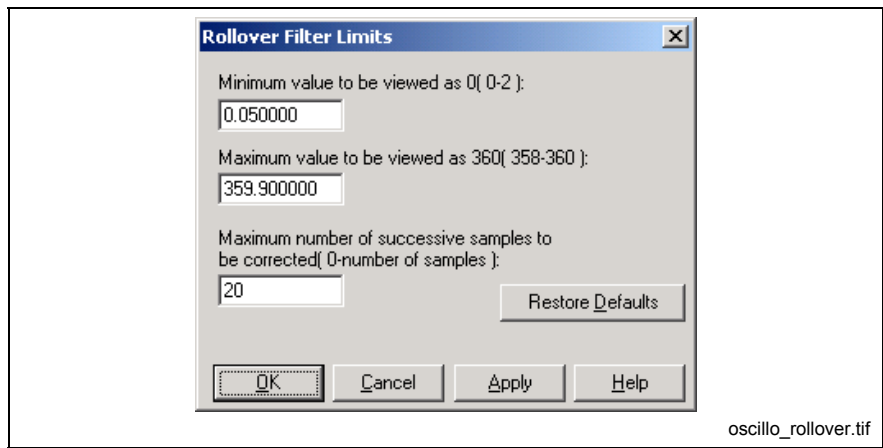 Rollover Filter Limits
Minimum value to be viewed as 0( 0-2 ):
0.050000
Maximum value to be viewed as 360( 358-360 ):
359.900000
Maximum number of successive samples to
be corrected( 0-number of samples ):
20
Restore Defaults
OK Cancel Apply Help
oscillo_rollover.tif